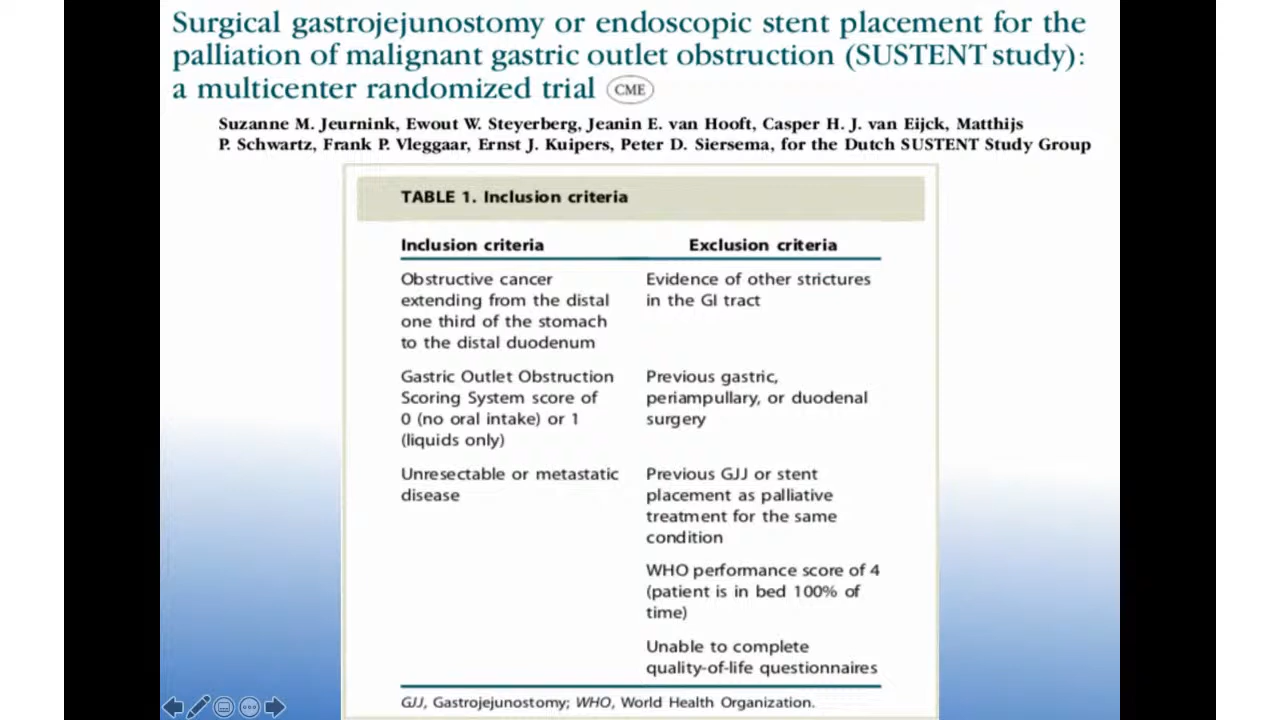 Surgical gastrojejunostomy or endoscopic stent placement for the
palliation of malignant gastric outlet obstruction (SUSTENT study):
a multicenter randomized trial CME
Suzanne M. Jeurnink, Ewout W. Steyerberg, Jeanin E. van Hooft, Casper H. J. van Eijck, Matthijs
P. Schwartz, Frank P. Vleggaar, Ernst J. Kuipers, Peter D. Siersema, for the Dutch SUSTENT Study Group
TABLE 1. Inclusion criteria
Inclusion criteria
Exclusion criteria
Obstructive cancer
extending from the distal
one third of the stomach
to the distal duodenum
Evidence of other strictures
in the GI tract
Gastric Outlet Obstruction
Scoring System score of
0 (no oral intake) or 1
(liquids only)
Previous gastric,
periampullary, or duodenal
surgery
Unresectable or metastatic
disease
Previous GJJ or stent
placement as palliative
treatment for the same
condition
WHO performance score of 4
(patient is in bed 100% of
time)
Unable to complete
quality-of-life questionnaires
GJJ, Gastrojejunostomy; WHO, World Health Organization.